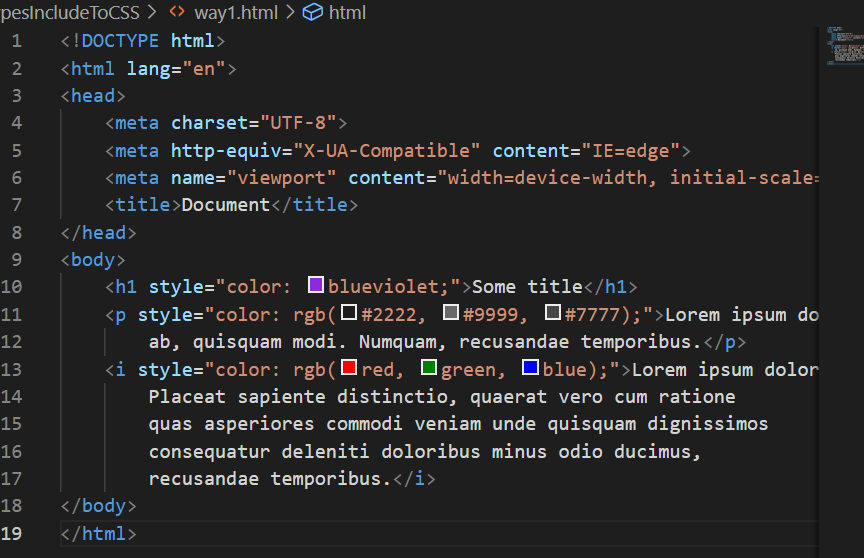 pesIncludeToCSS > <> way1.html > html
1 <!DOCTYPE html>
2 <html lang="en">
3 <head>
4 <meta charset="UTF-8">
5 <meta http-equiv="X-UA-Compatible" content="IE=edge">
6 <meta name="viewport" content="width=device-width, initial-scale=
7 <title>Document</title>
8 </head>
9 <body>
10 <h1 style="color: blueviolet;">Some title</h1>
11 <p style="color: rgb(#2222, #9999, #7777);">Lorem ipsum do
12 ab, quisquam modi. Numquam, recusandae temporibus.</p>
13 <i style="color: rgb(red, green, blue);">Lorem ipsum dolor
14 Placeat sapiente distinctio, quaerat vero cum ratione
15 quas asperiores commodi veniam unde quisquam dignissimos
16 consequatur deleniti doloribus minus odio ducimus,
17 recusandae temporibus.</i>
18 </body>
19 </html>